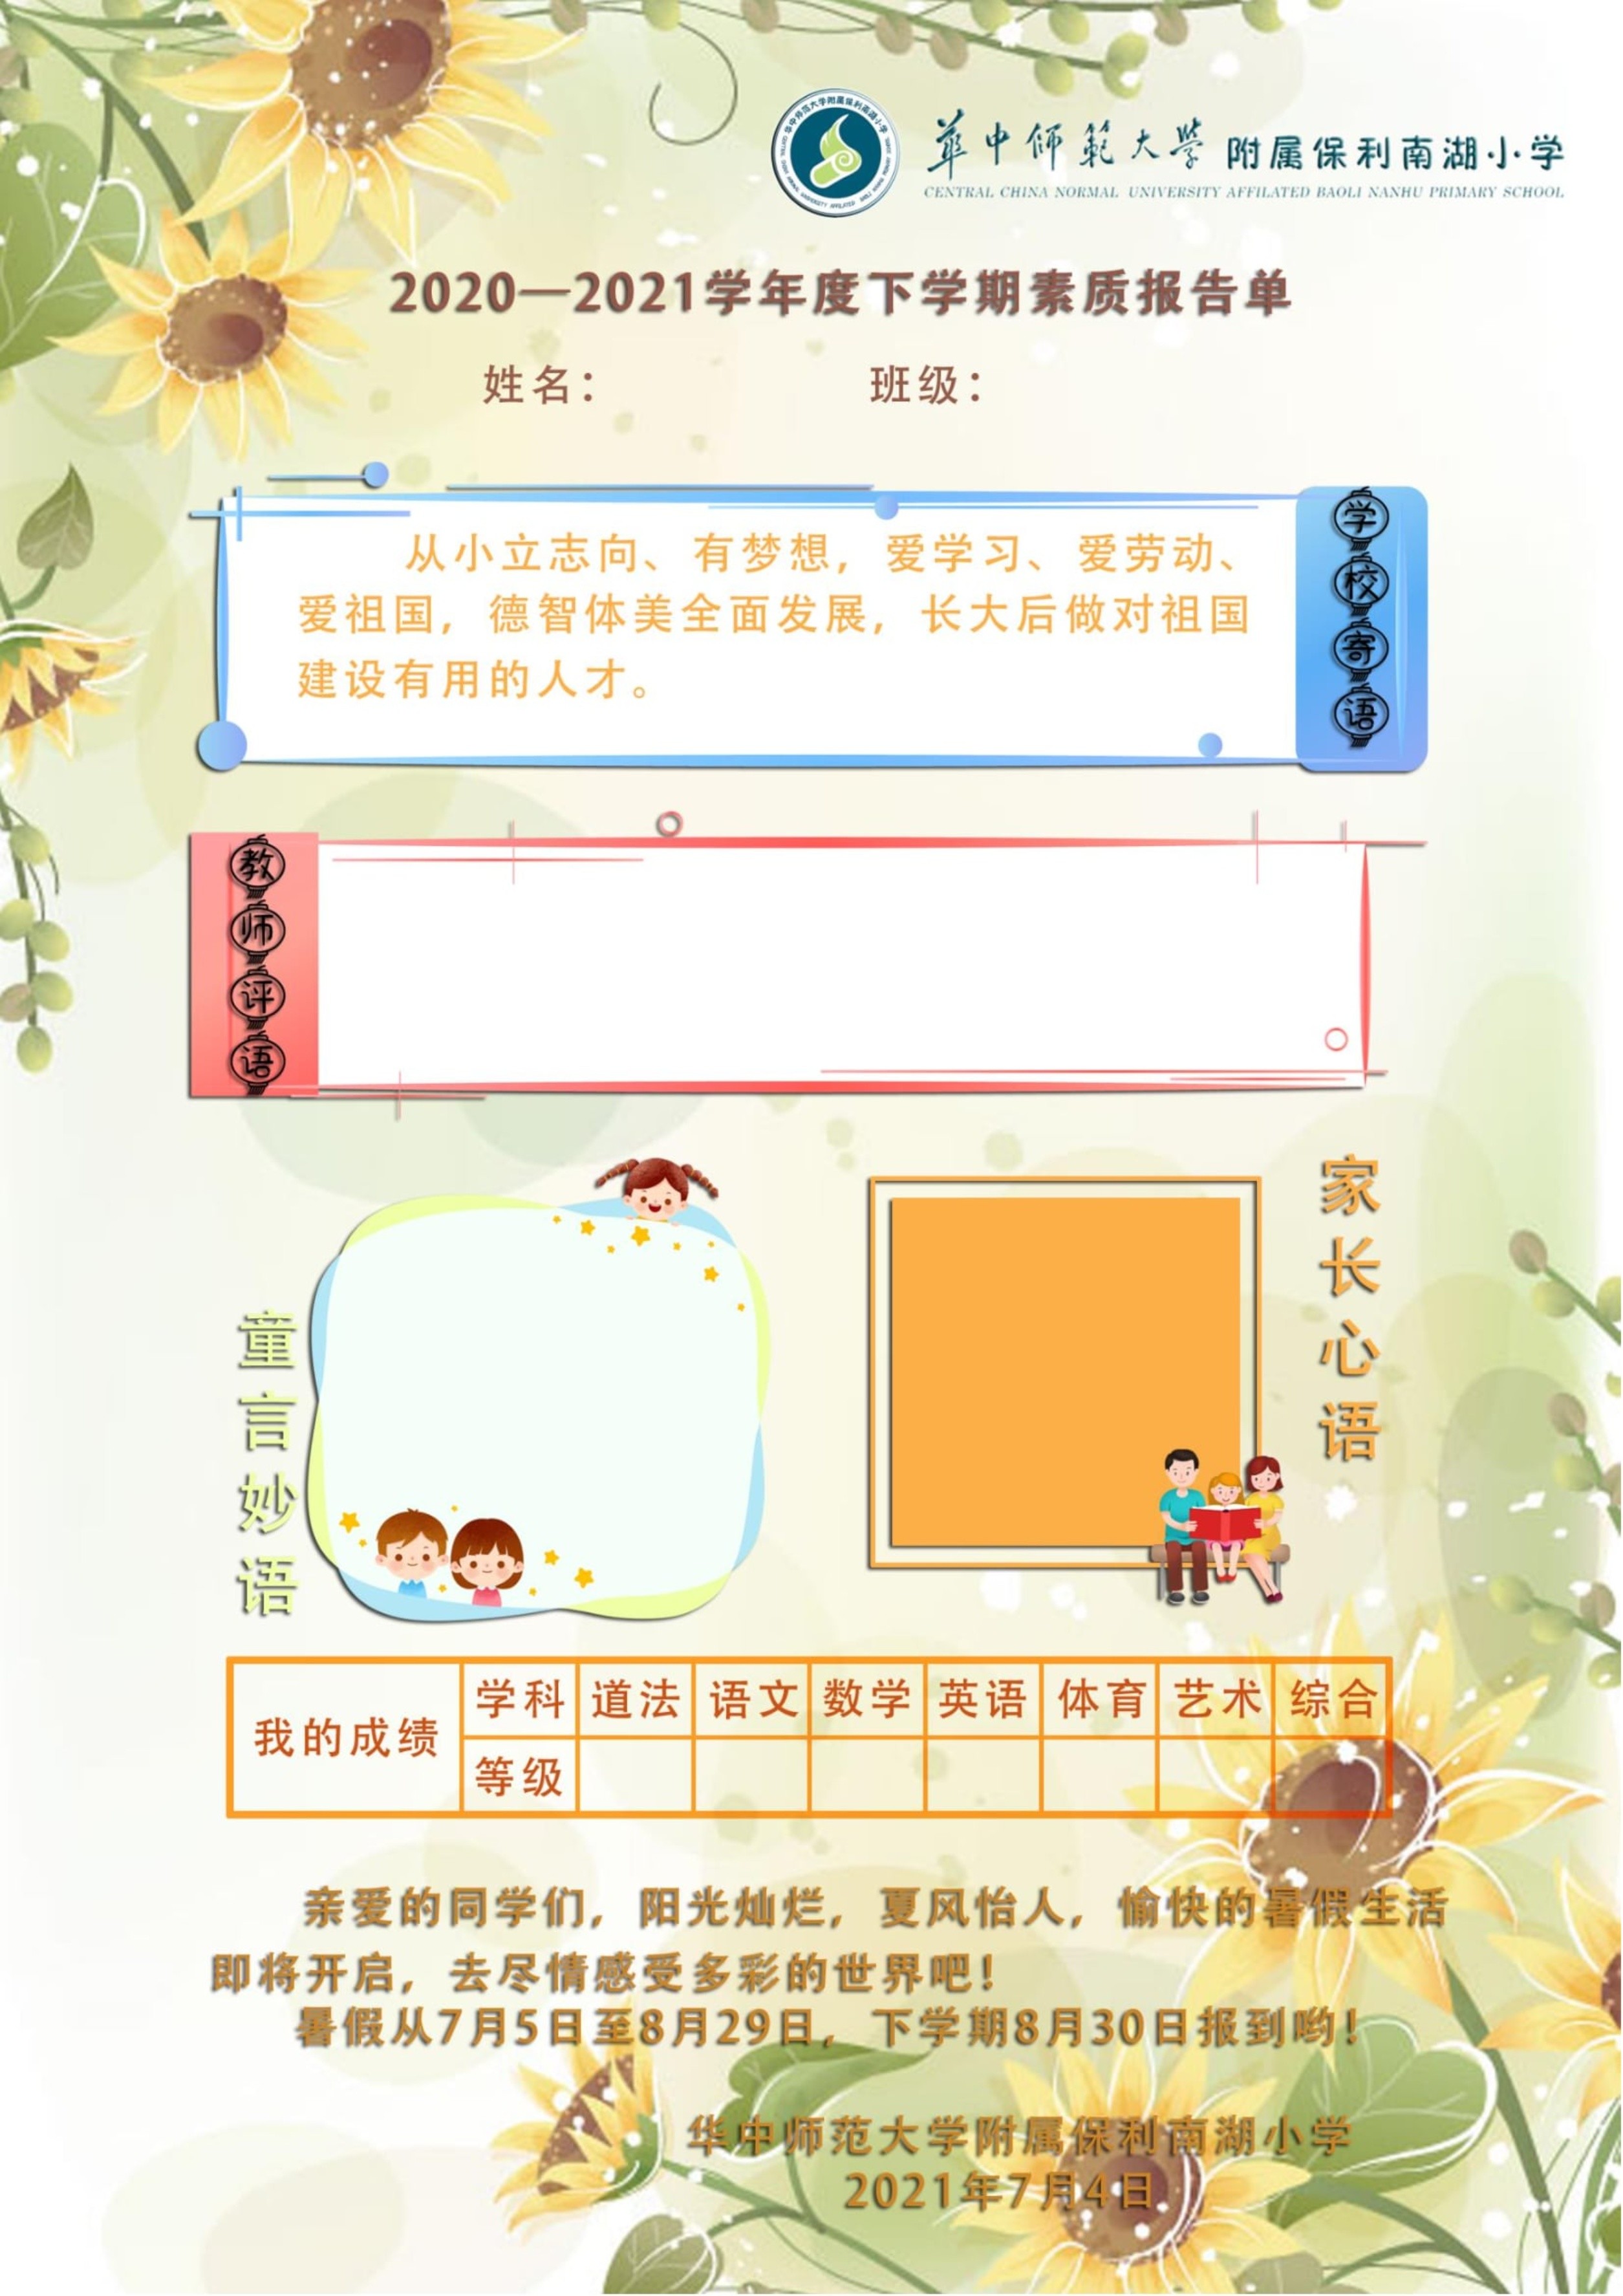 華中师範大学 附属保利南湖小学
CENTRAL CHINA NORMAL UNIVERSITY AFFILATED BAOLI NANHU PRIMARY SCHOOL
2020—2021学年度下学期素质报告单
姓名： 班级：
从小立志向、有梦想，爱学习、爱劳动、
爱祖国，德智体美全面发展，长大后做对祖国
建设有用的人才。
学校寄语
教师评语
童言妙语
家长心语
我的成绩
学科 道法 语文 数学 英语 体育 艺术 综合
等级
亲爱的同学们，阳光灿烂，夏风怡人，愉快的暑假生活
即将开启，去尽情感受多彩的世界吧！
暑假从7月5日至8月29日，下学期8月30日报到哟！
华中师范大学附属保利南湖小学
2021年7月4日